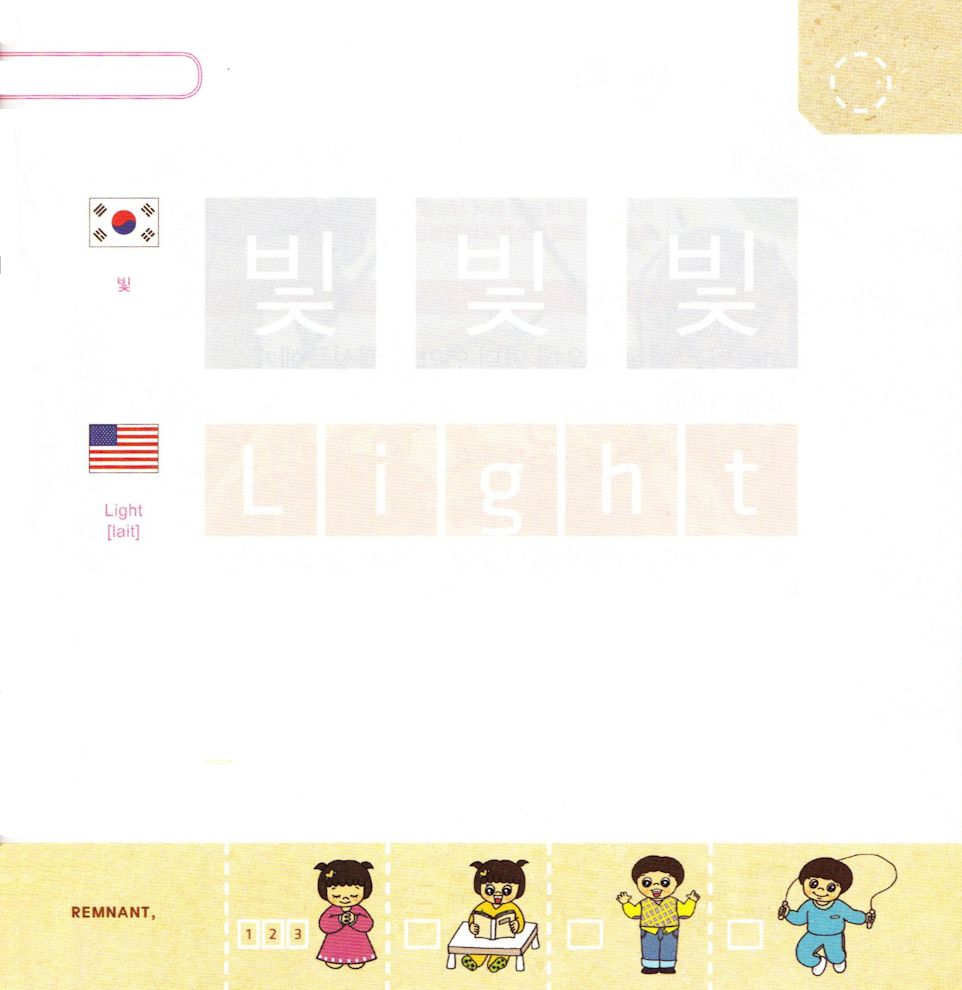 빛
빛 빛 빛
Light
[lait]
L i g h t
REMNANT,
1 2 3